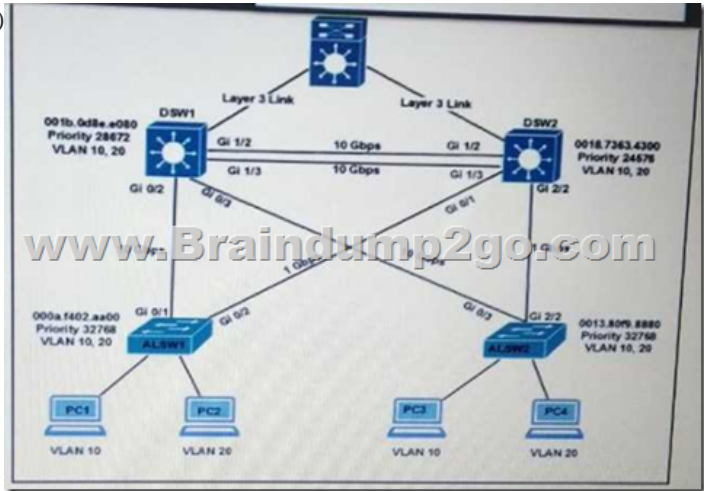 )
Layer 3 Link
Layer 3 Link
DSW1
DSW2
001b.0d8e.e080
Priority 28672
VLAN 10, 20
0018.7363.4300
Priority 24576
VLAN 10, 20
Gi 1/2
10 Gbps
Gi 1/2
Gi 1/3
10 Gbps
Gi 1/3
Gi 0/2
Gi 0/3
Gi 0/1
Gi 2/2
www.Braindump2go.com
1 Gbps
Gi 0/1
Gi 0/2
Gi 0/3
Gi 2/2
000a.f402.aa00
Priority 32768
VLAN 10, 20
ALSW1
ALSW2
0013.80f9.8880
Priority 32768
VLAN 10, 20
PC1
PC2
PC3
PC4
VLAN 10
VLAN 20
VLAN 10
VLAN 20